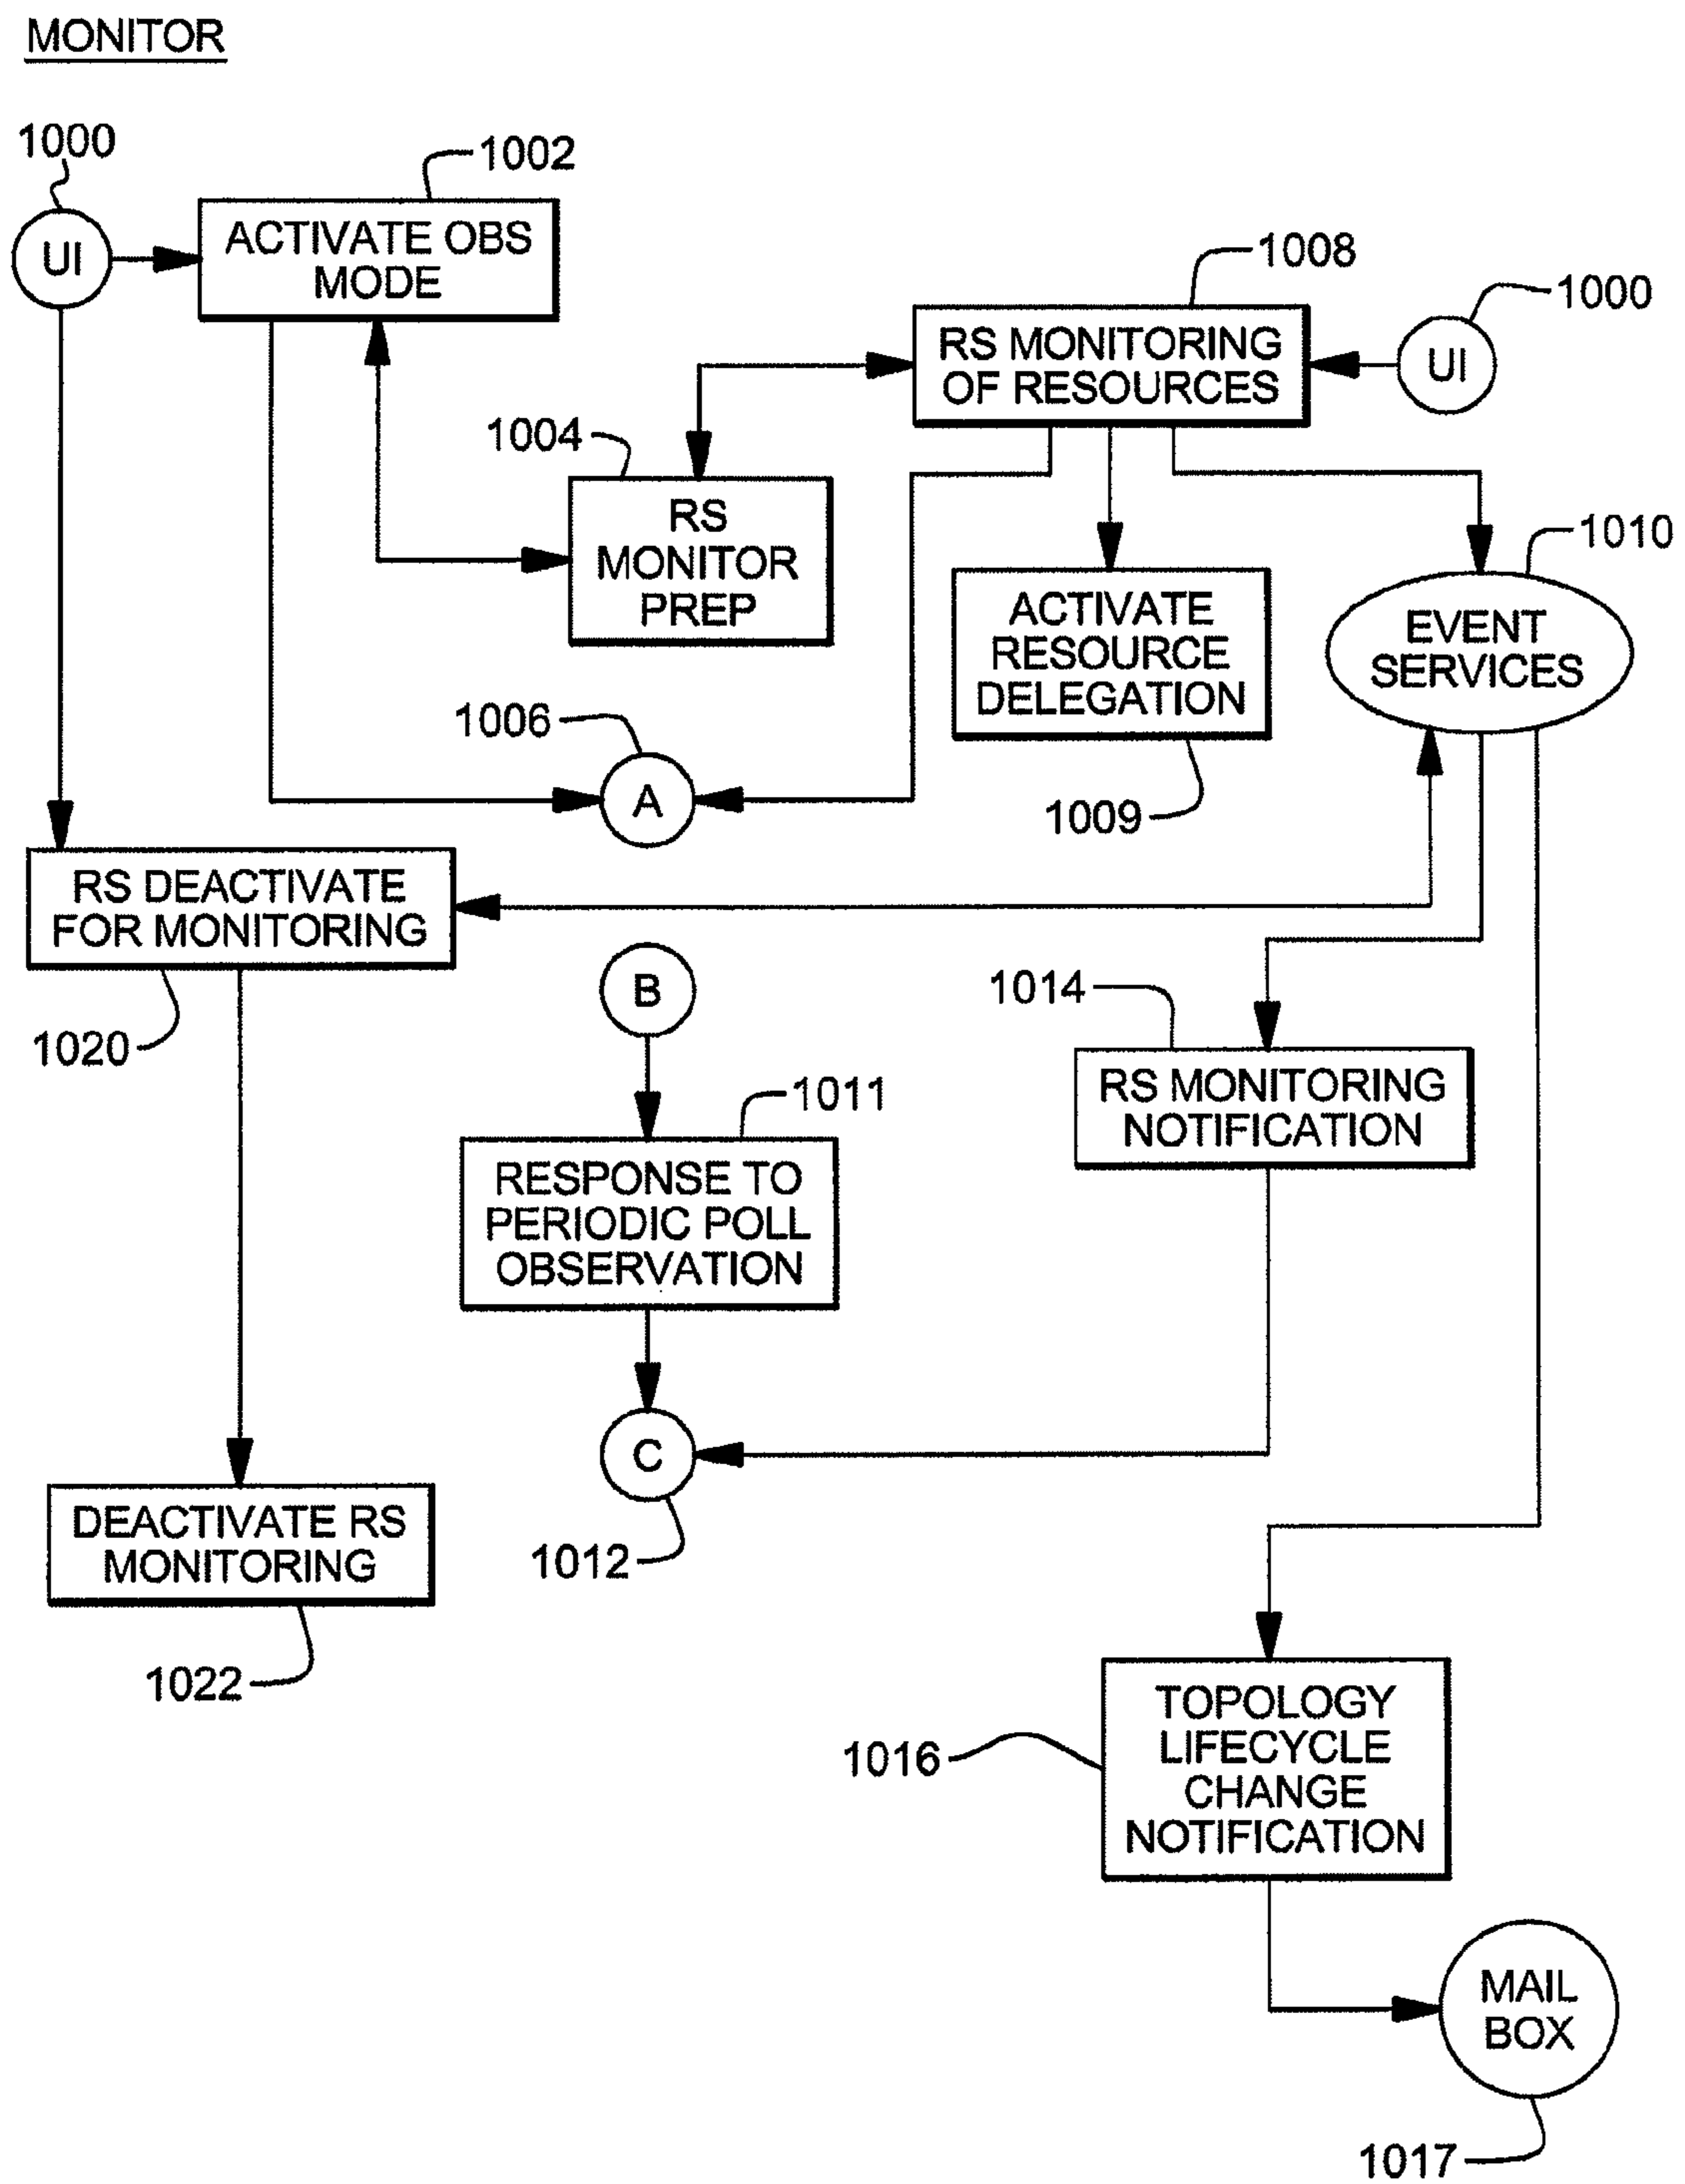 MONITOR
1000
1002
UI
ACTIVATE OBS
MODE
1008
1000
RS MONITORING
OF RESOURCES
UI
1004
RS
MONITOR
PREP
1010
ACTIVATE
RESOURCE
DELEGATION
EVENT
SERVICES
1006
A
1009
RS DEACTIVATE
FOR MONITORING
B
1014
1020
1011
RS MONITORING
NOTIFICATION
RESPONSE TO
PERIODIC POLL
OBSERVATION
C
DEACTIVATE RS
MONITORING
1012
1022
TOPOLOGY
LIFECYCLE
CHANGE
NOTIFICATION
1016
MAIL
BOX
1017